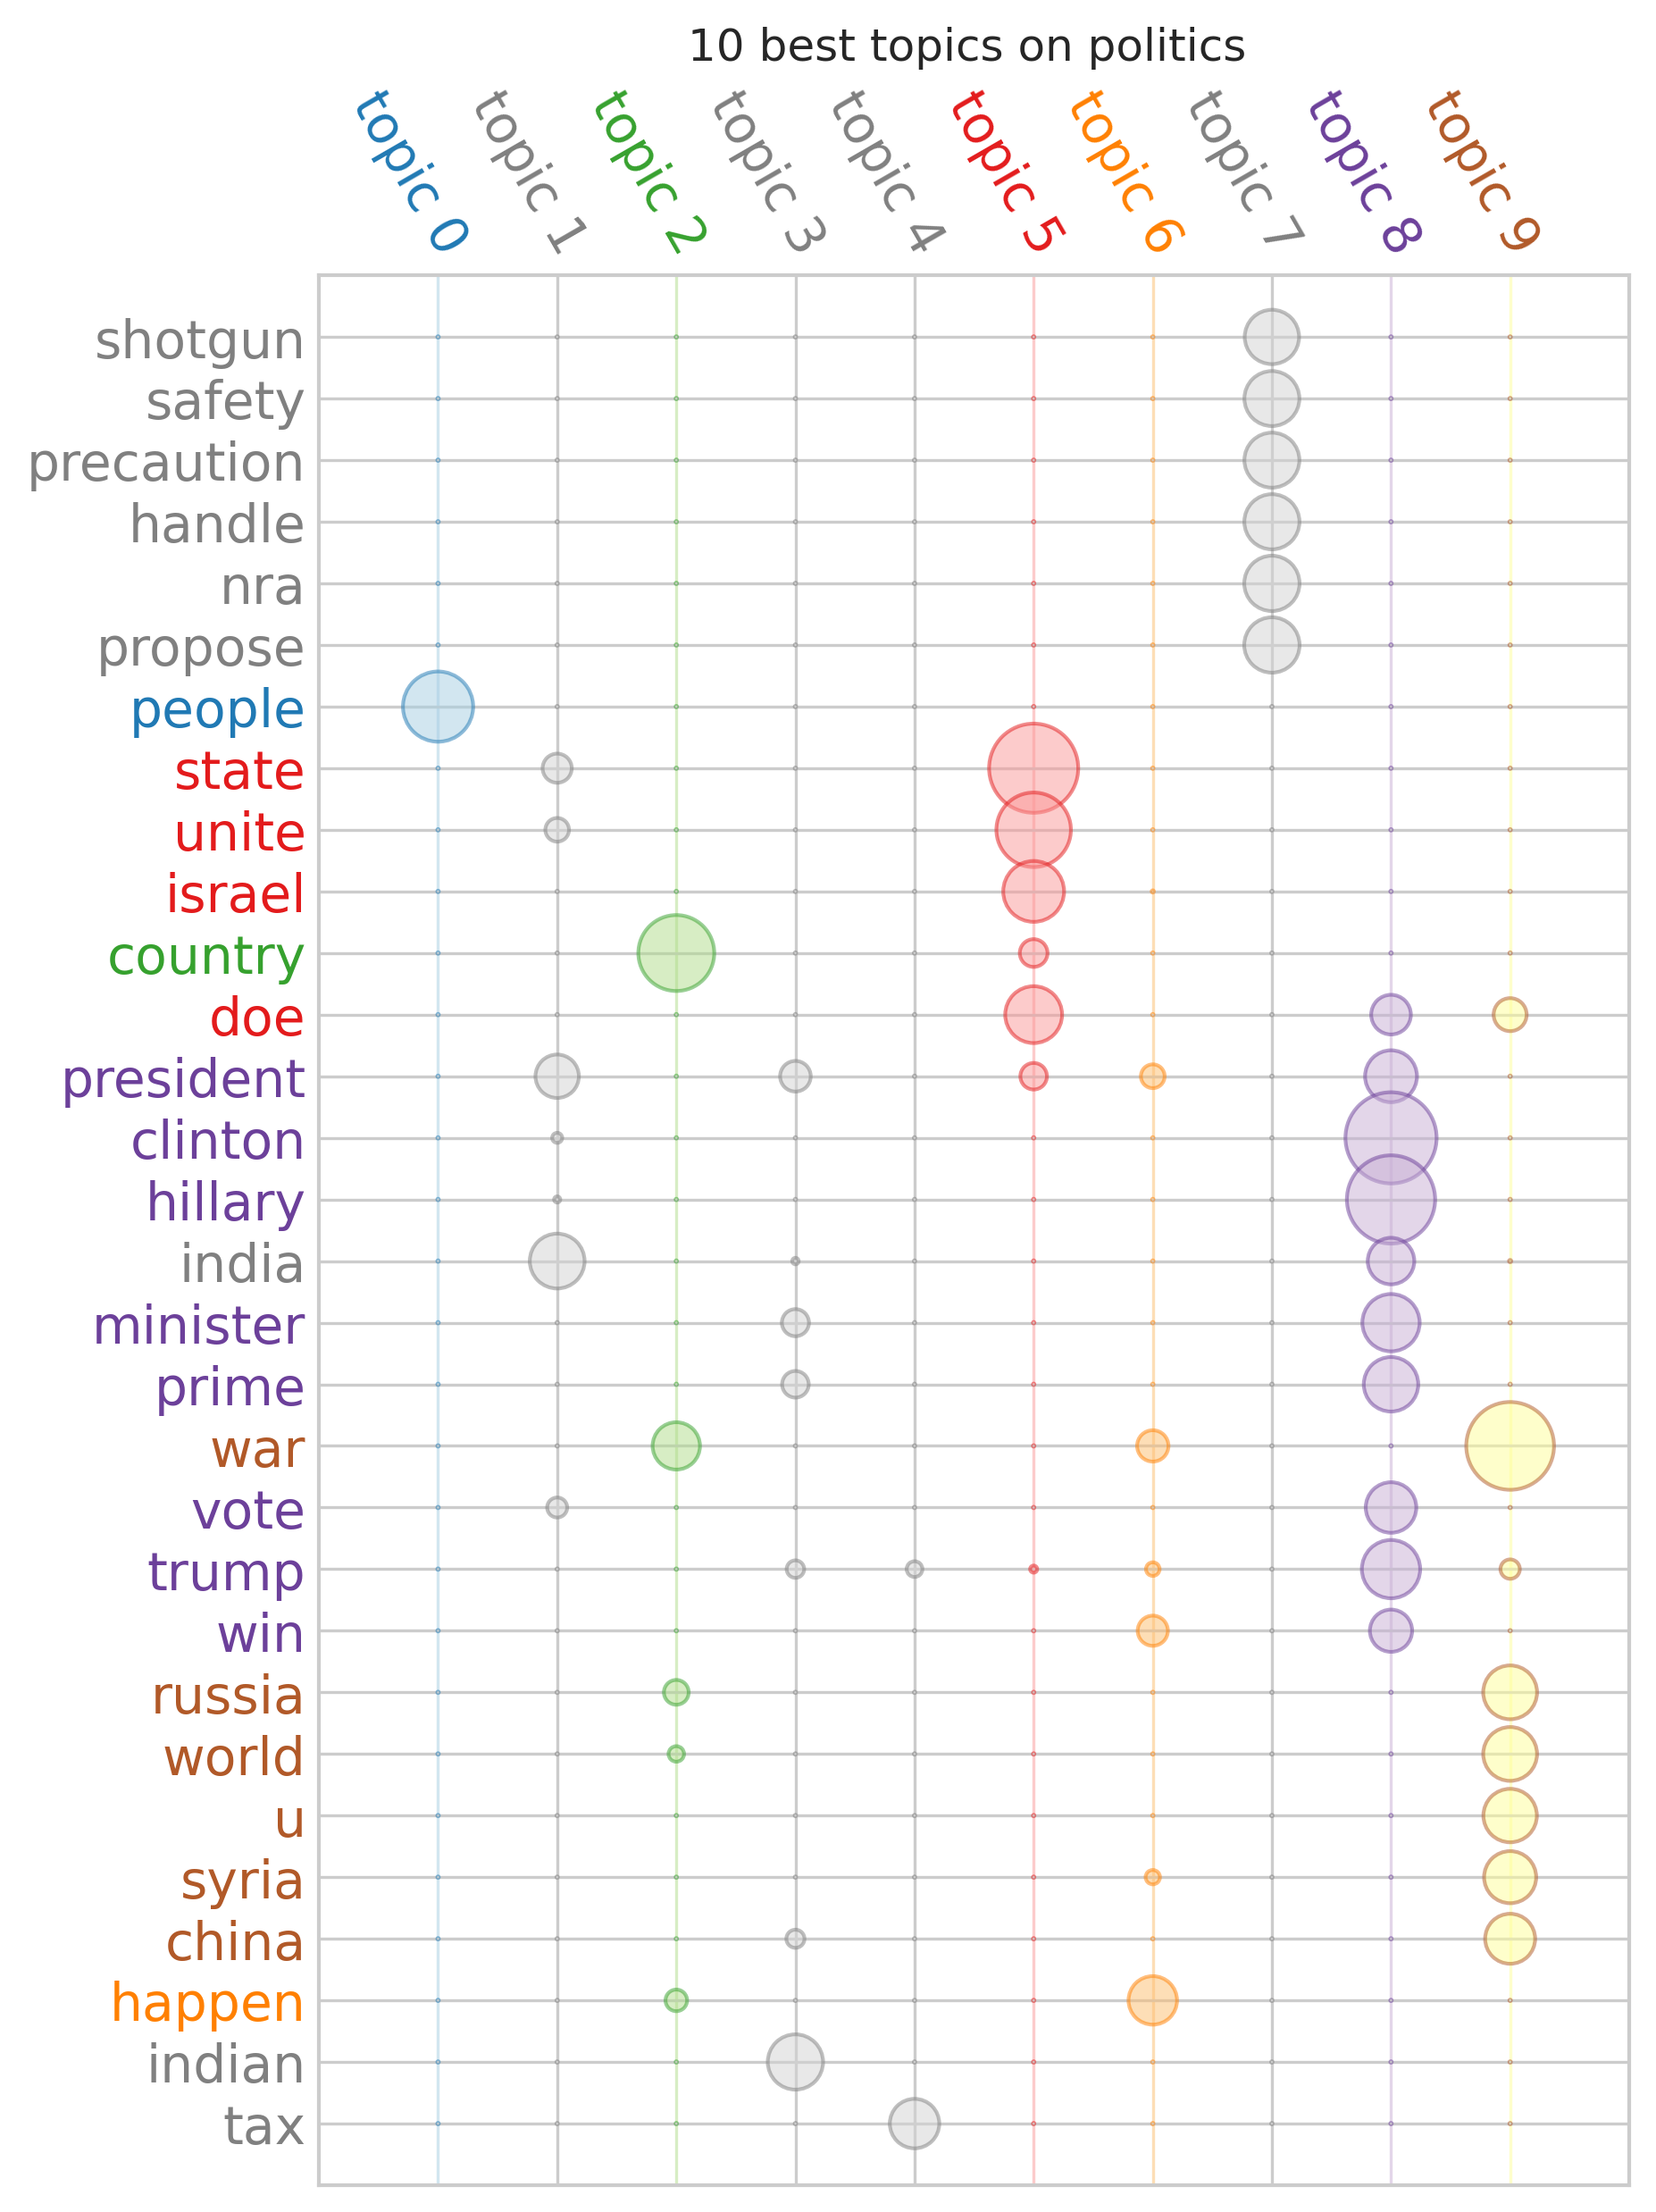 10 best topics on politics
topic 0
topic 1
topic 2
topic 3
topic 4
topic 5
topic 6
topic 7
topic 8
topic 9
shotgun
safety
precaution
handle
nra
propose
people
state
unite
israel
country
doe
president
clinton
hillary
india
minister
prime
war
vote
trump
win
russia
world
u
syria
china
happen
indian
tax